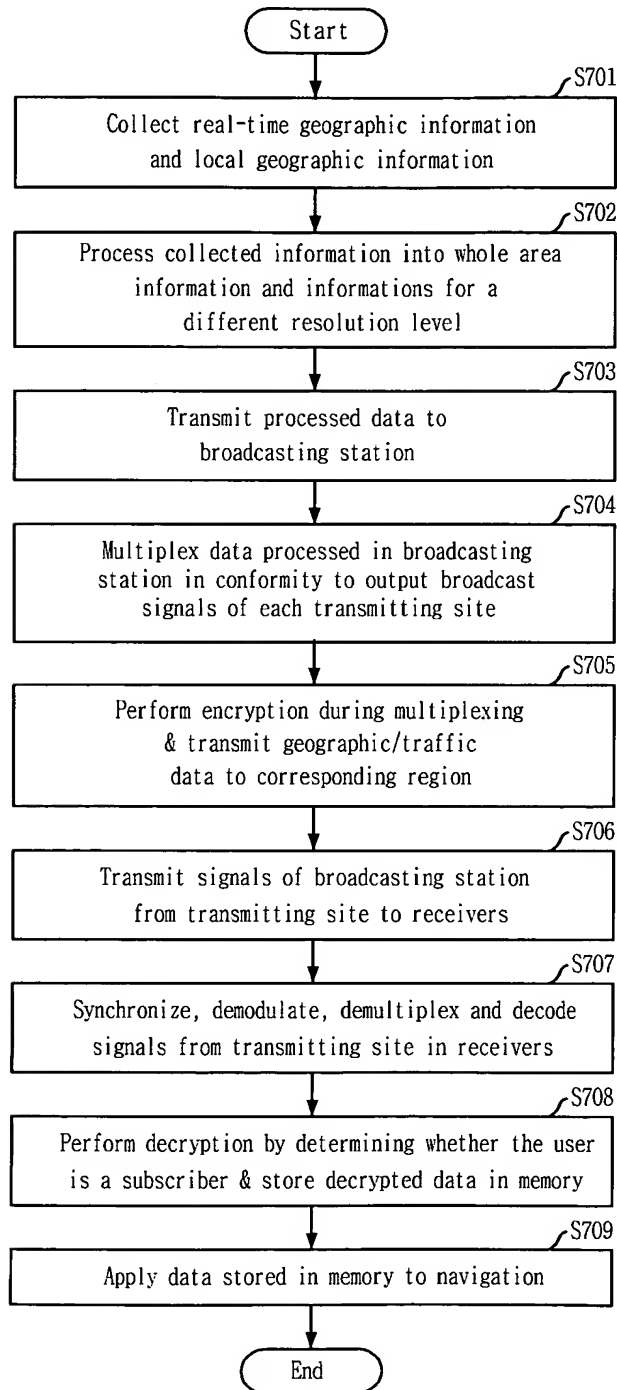 Start
S701
Collect real-time geographic information
and local geographic information
S702
Process collected information into whole area
information and informations for a
different resolution level
S703
Transmit processed data to
broadcasting station
S704
Multiplex data processed in broadcasting
station in conformity to output broadcast
signals of each transmitting site
S705
Perform encryption during multiplexing
& transmit geographic/traffic
data to corresponding region
S706
Transmit signals of broadcasting station
from transmitting site to receivers
S707
Synchronize, demodulate, demultiplex and decode
signals from transmitting site in receivers
S708
Perform decryption by determining whether the user
is a subscriber & store decrypted data in memory
S709
Apply data stored in memory to navigation
End